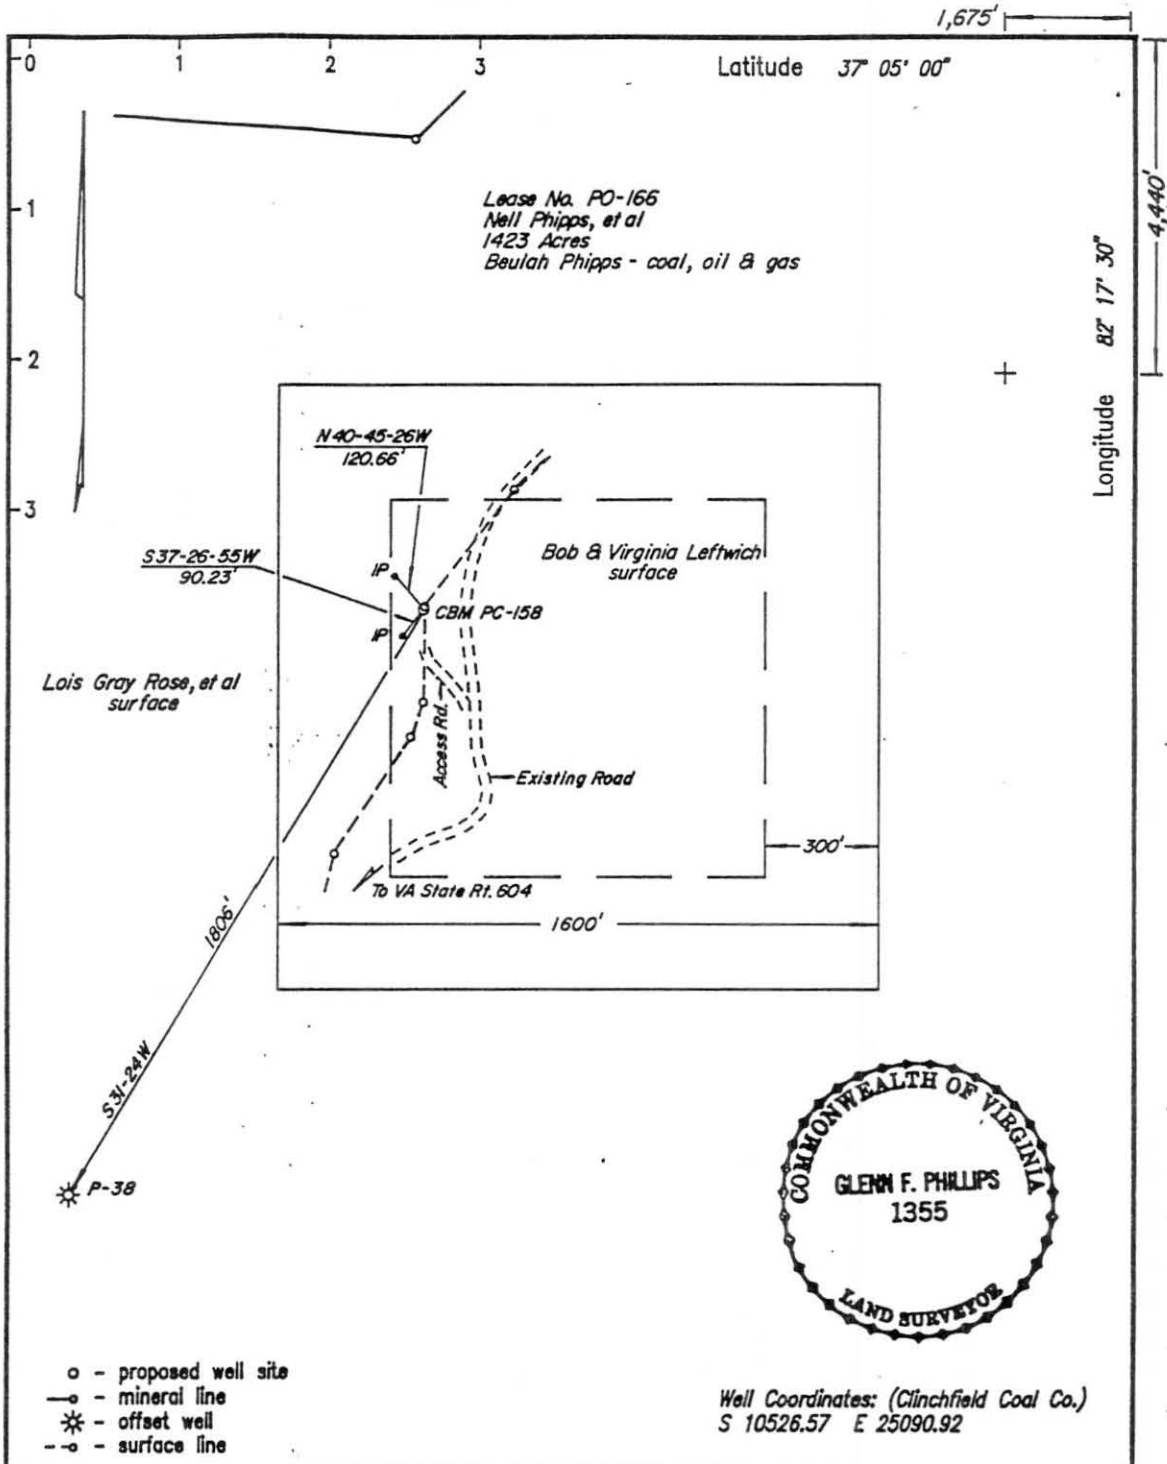 1,675'
0 1 2 3
Latitude 37° 05' 00"
4,440'
Longitude 82° 17' 30"
1
2
3
Lease No. PO-166
Nell Phipps, et al
1423 Acres
Beulah Phipps - coal, oil & gas
N40-45-26W
120.66'
S37-26-55W
90.23'
IP
IP
Bob & Virginia Leftwich
surface
CBM PC-158
Lois Gray Rose, et al
surface
Access Rd.
Existing Road
300'
To VA State Rt. 604
1600'
1806'
S31-24W
P-38
COMMONWEALTH OF VIRGINIA
GLENN F. PHILLIPS
1355
LAND SURVEYOR
o - proposed well site
- mineral line
- offset well
- surface line
Well Coordinates: (Clinchfield Coal Co.)
S 10526.57 E 25090.92